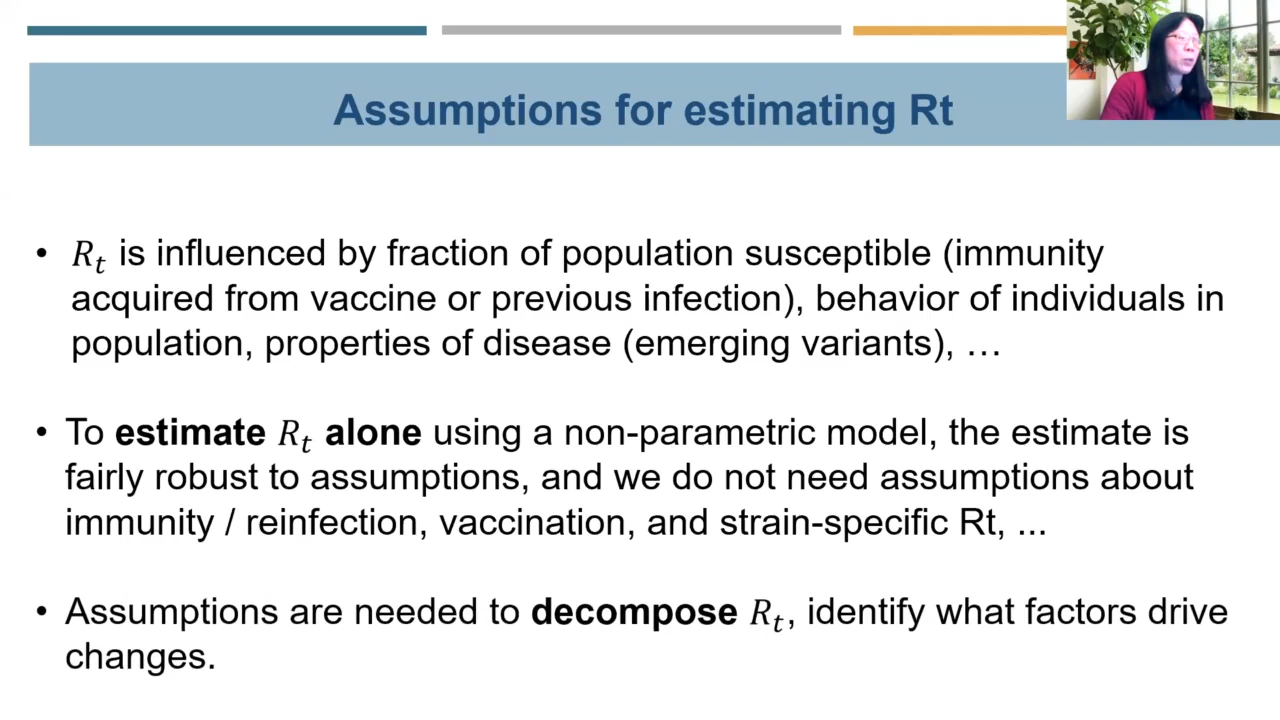 Assumptions for estimating Rt
• Rt is influenced by fraction of population susceptible (immunity
acquired from vaccine or previous infection), behavior of individuals in
population, properties of disease (emerging variants), …
• To estimate Rt alone using a non-parametric model, the estimate is
fairly robust to assumptions, and we do not need assumptions about
immunity / reinfection, vaccination, and strain-specific Rt, ...
• Assumptions are needed to decompose Rt, identify what factors drive
changes.